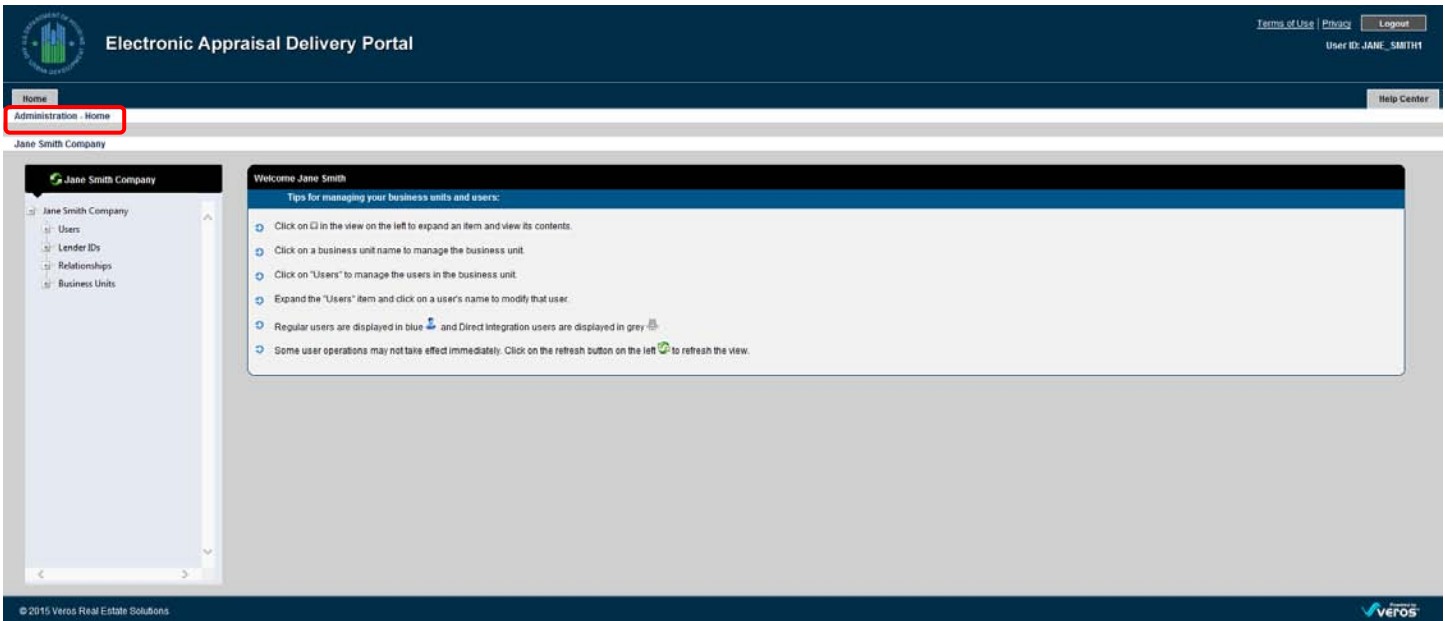 Electronic Appraisal Delivery Portal
Terms of Use | Privacy Logout
User ID: JANE_SMITH1
Home
Help Center
Administration - Home
Jane Smith Company
Jane Smith Company
Jane Smith Company
Users
Lender IDs
Relationships
Business Units
Welcome Jane Smith
Tips for managing your business units and users:
Click on in the view on the left to expand an item and view its contents.
Click on a business unit name to manage the business unit.
Click on "Users" to manage the users in the business unit.
Expand the "Users" item and click on a user's name to modify that user.
Regular users are displayed in blue and Direct integration users are displayed in grey
Some user operations may not take effect immediately. Click on the refresh button on the left to refresh the view.
© 2015 Veros Real Estate Solutions
Powered by
veros